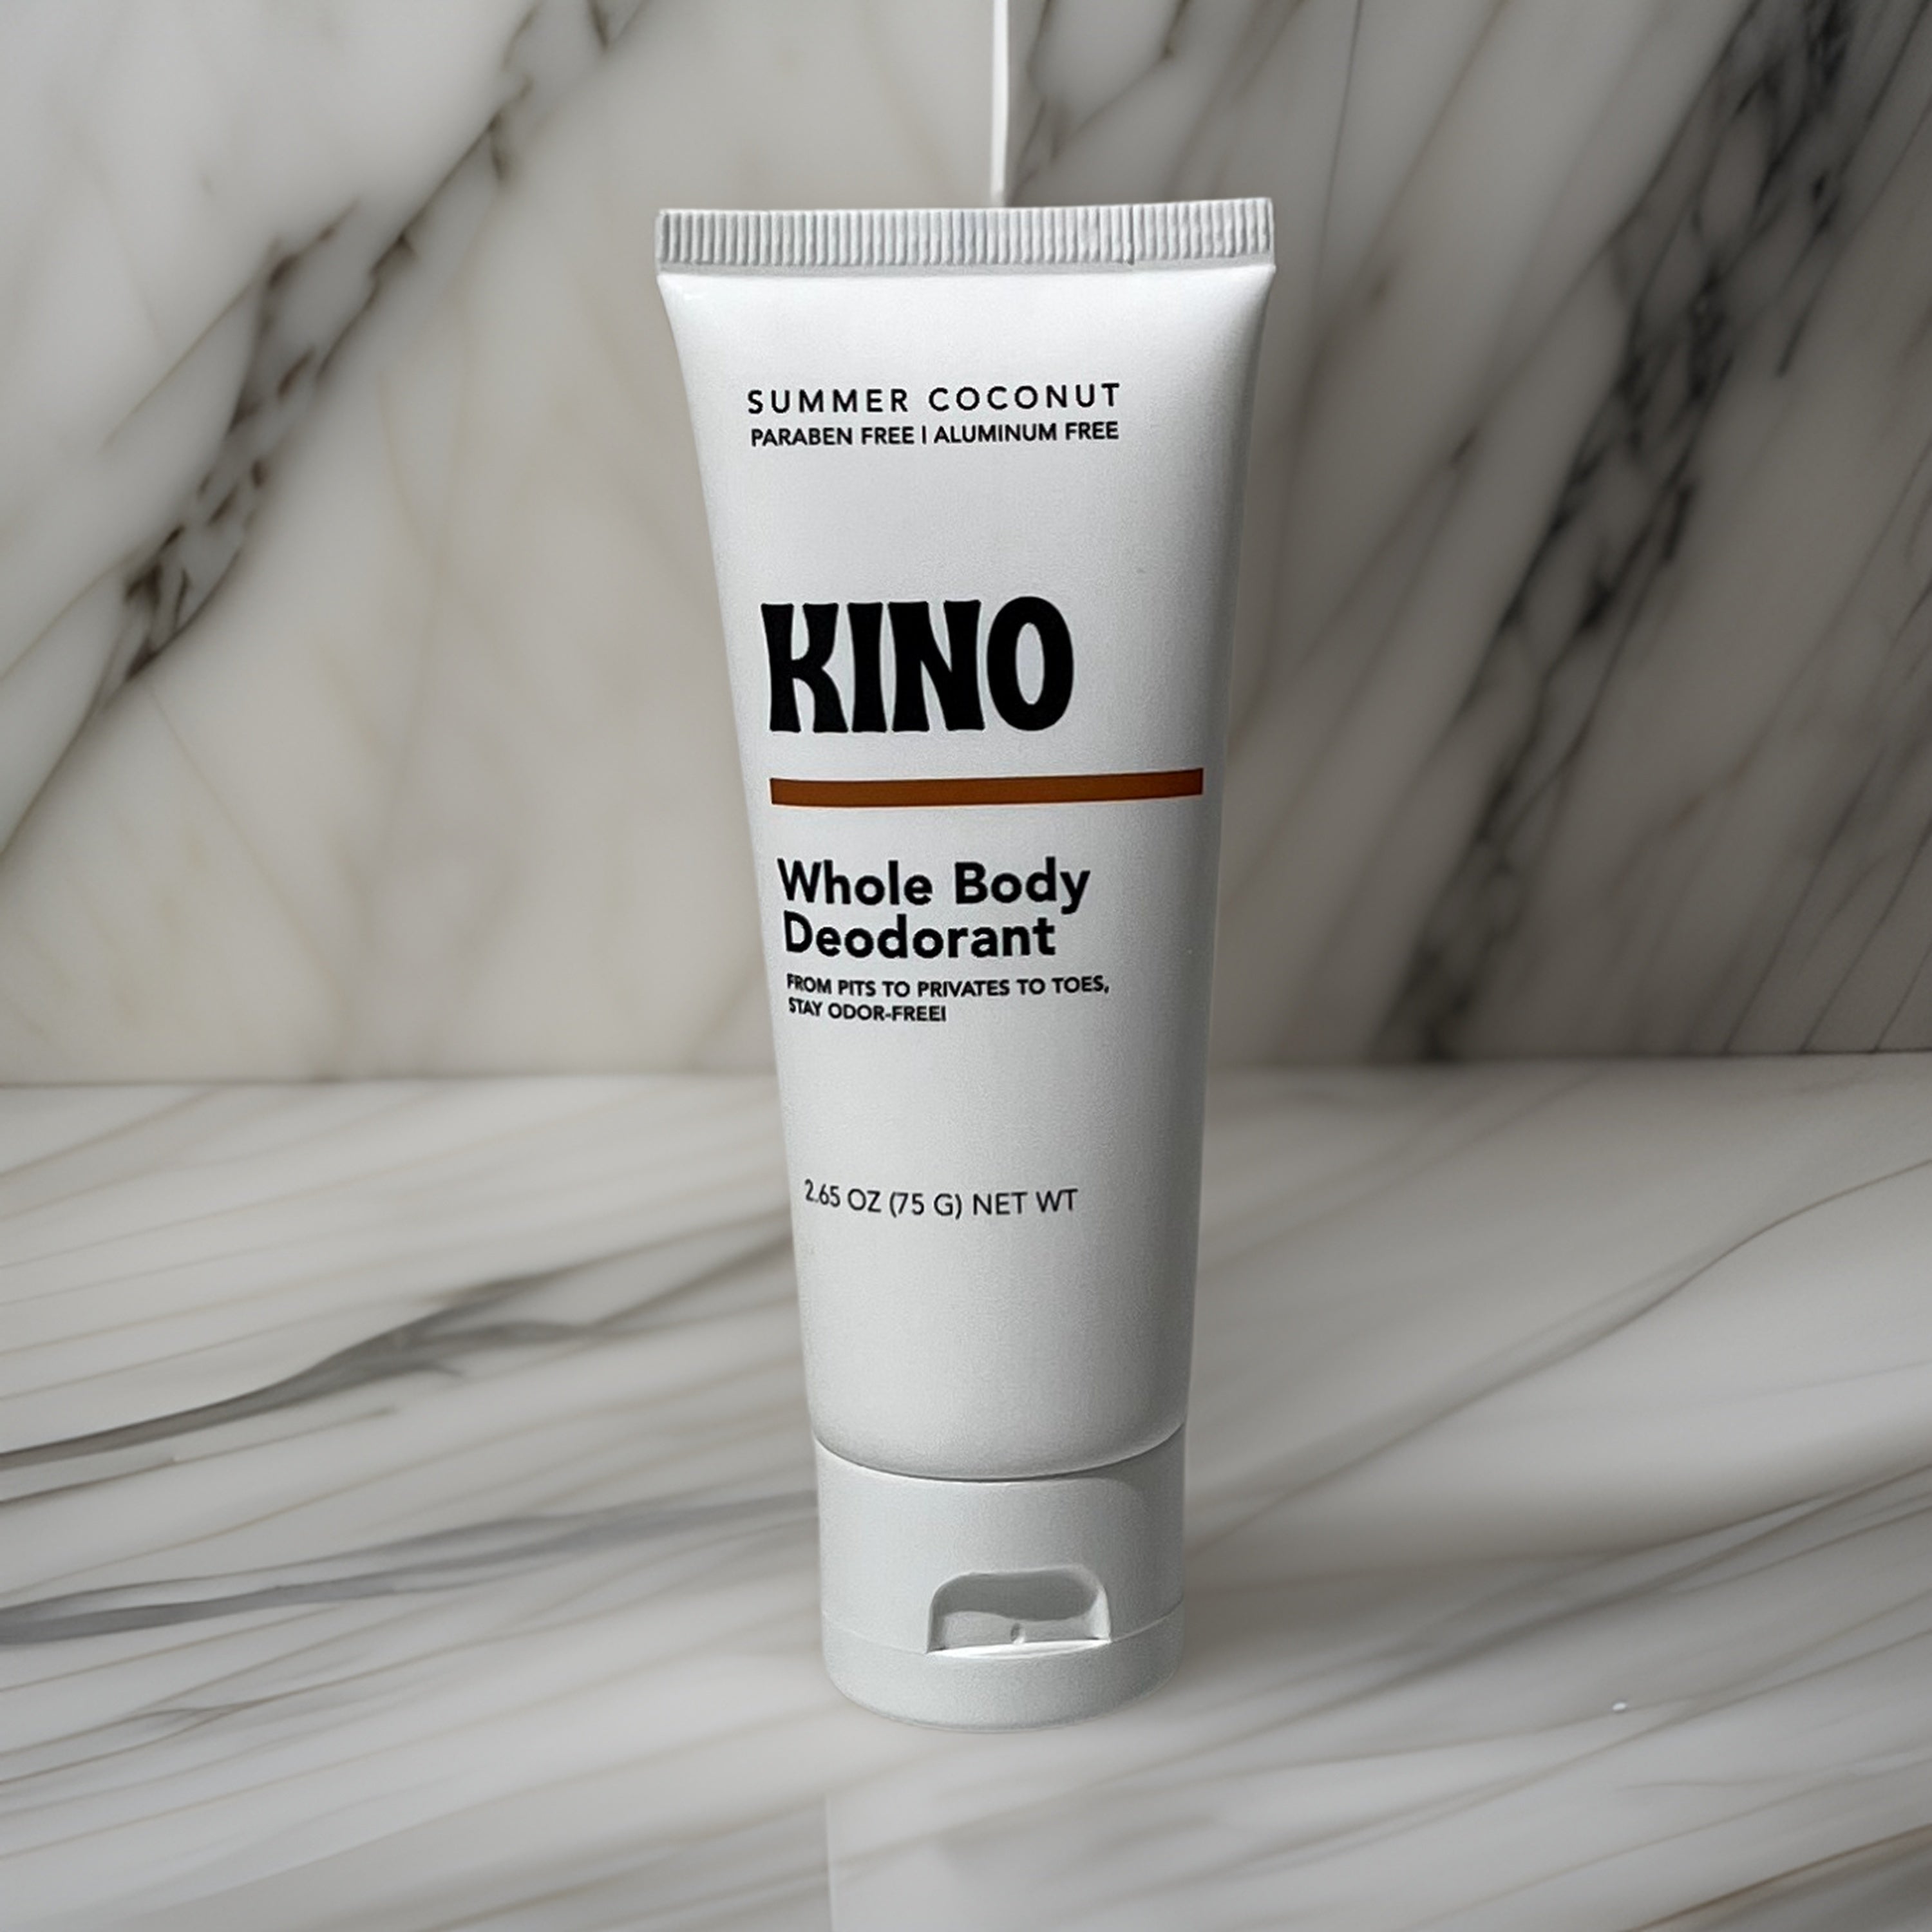 SUMMER COCONUT
PARABEN FREE | ALUMINUM FREE
KINO
Whole Body
Deodorant
FROM PITS TO PRIVATES TO TOES,
STAY ODOR-FREE!
2.65 OZ (75 G) NET WT